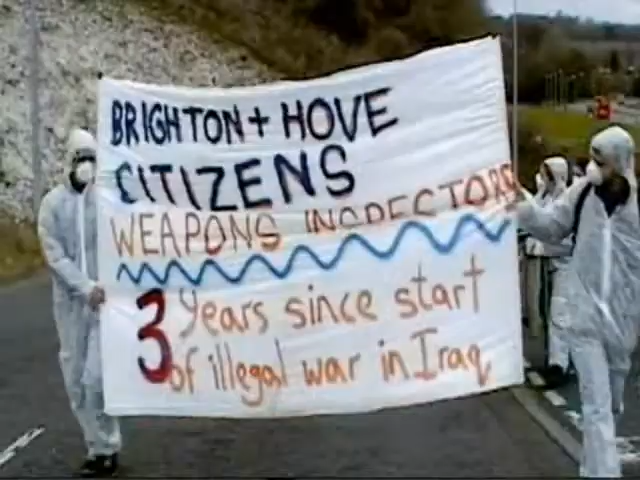 BRIGHTON + HOVE
CITIZENS
WEAPONS INSPECTORS
3 years since start
of illegal war in Iraq